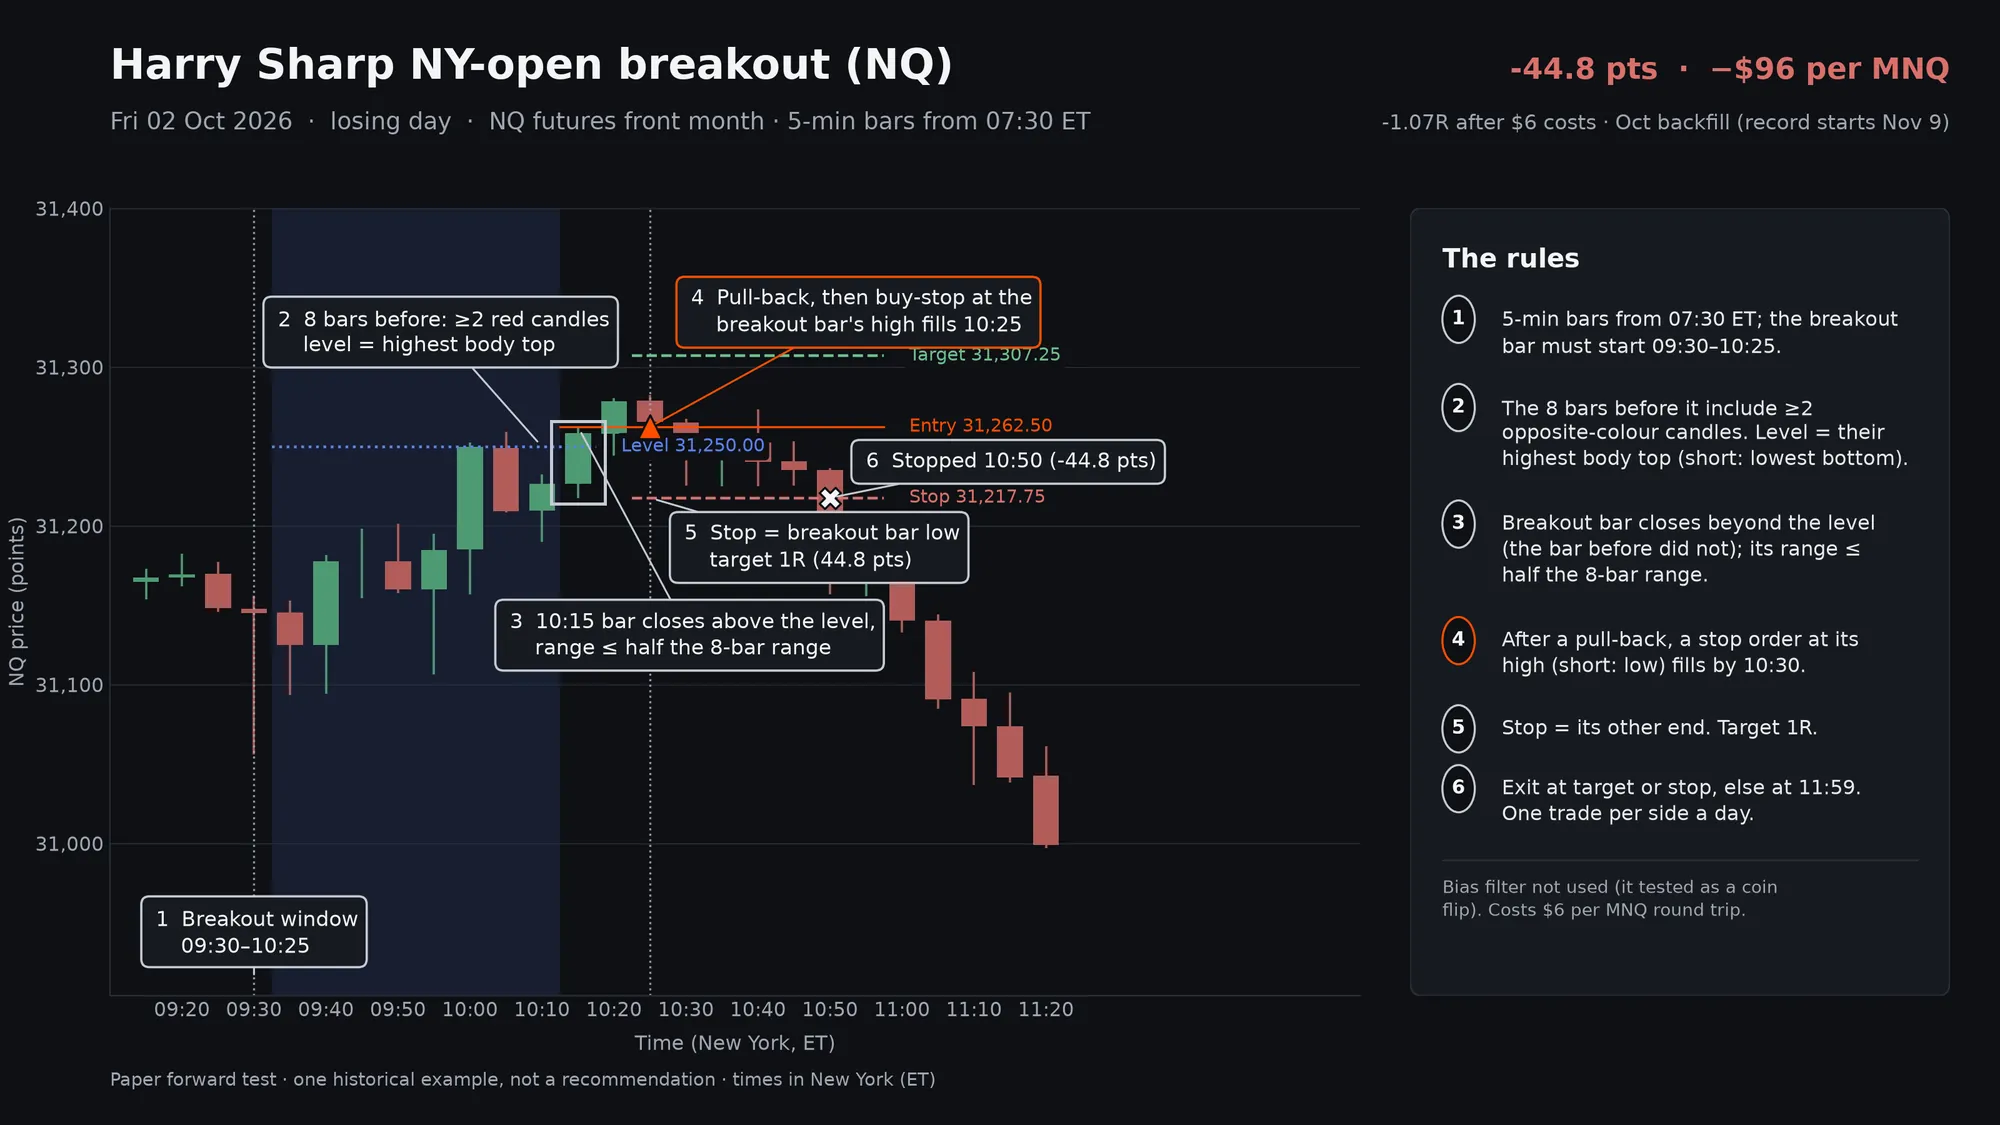 Harry Sharp NY-open breakout (NQ)
-44.8 pts · −$96 per MNQ
Fri 02 Oct 2026 · losing day · NQ futures front month · 5-min bars from 07:30 ET
-1.07R after $6 costs · Oct backfill (record starts Nov 9)
NQ price (points)
31,400
31,300
31,200
31,100
31,000
2 8 bars before: ≥2 red candles
level = highest body top
4 Pull-back, then buy-stop at the
breakout bar's high fills 10:25
Target 31,307.25
Entry 31,262.50
Level 31,250.00
6 Stopped 10:50 (-44.8 pts)
Stop 31,217.75
5 Stop = breakout bar low
target 1R (44.8 pts)
3 10:15 bar closes above the level,
range ≤ half the 8-bar range
1 Breakout window
09:30–10:25
09:20 09:30 09:40 09:50 10:00 10:10 10:20 10:30 10:40 10:50 11:00 11:10 11:20
Time (New York, ET)
The rules
1 5-min bars from 07:30 ET; the breakout
bar must start 09:30–10:25.
2 The 8 bars before it include ≥2
opposite-colour candles. Level = their
highest body top (short: lowest bottom).
3 Breakout bar closes beyond the level
(the bar before did not); its range ≤
half the 8-bar range.
4 After a pull-back, a stop order at its
high (short: low) fills by 10:30.
5 Stop = its other end. Target 1R.
6 Exit at target or stop, else at 11:59.
One trade per side a day.
Bias filter not used (it tested as a coin
flip). Costs $6 per MNQ round trip.
Paper forward test · one historical example, not a recommendation · times in New York (ET)